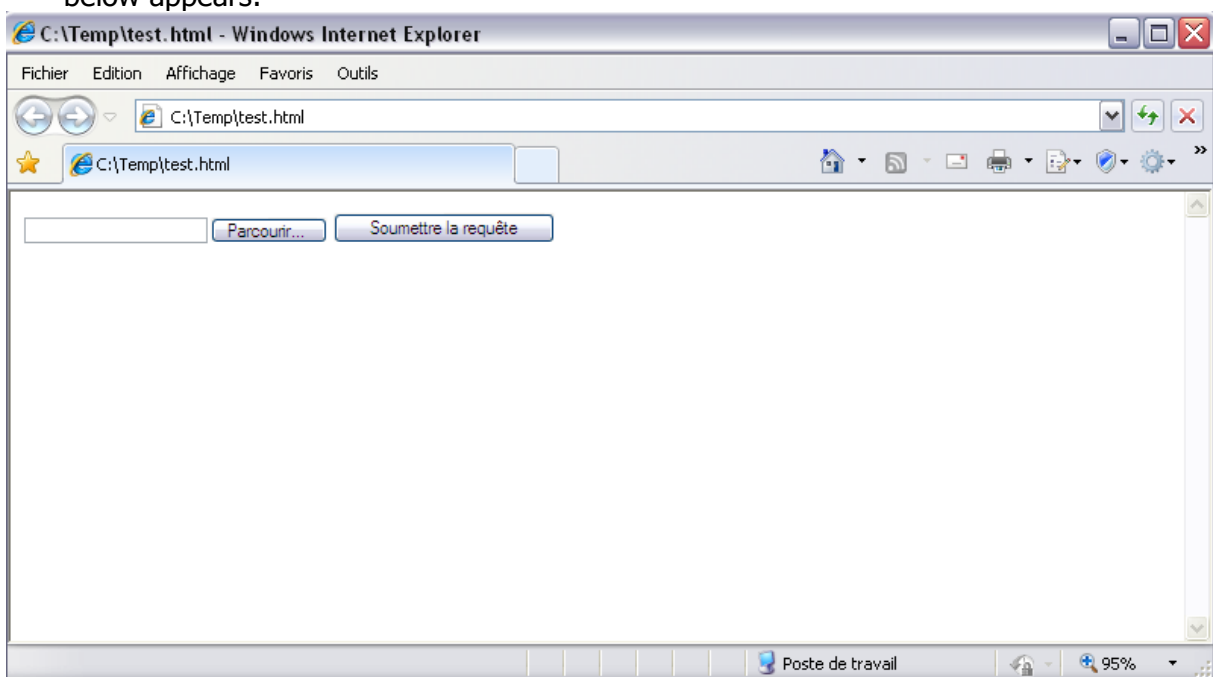 below appears:
C:\Temp\test.html - Windows Internet Explorer
Fichier Edition Affichage Favoris Outils
C:\Temp\test.html
C:\Temp\test.html
Parcourir... Soumettre la requête
Poste de travail 95%